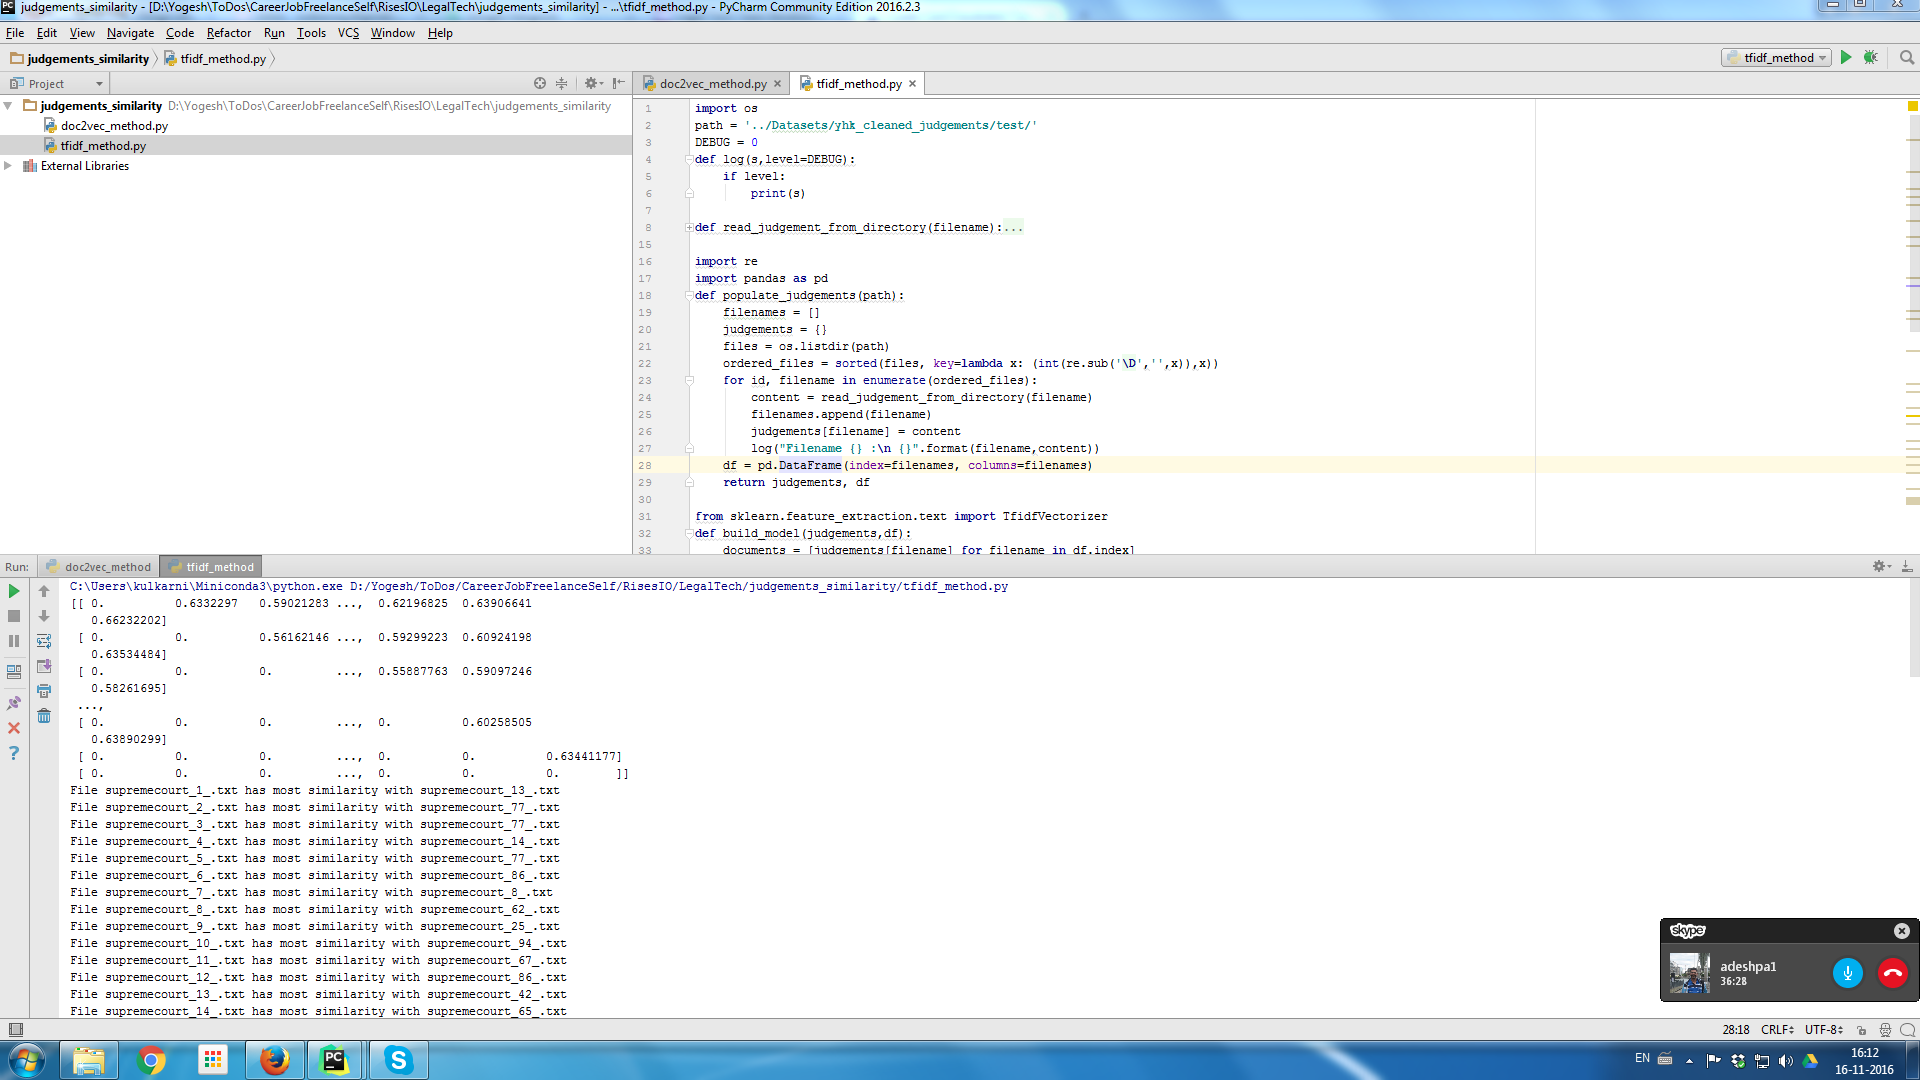 judgements_similarity - [D:\Yogesh\ToDos\CareerJobFreelanceSelf\RisesIO\LegalTech\judgements_similarity] - ...\tfidf_method.py - PyCharm Community Edition 2016.2.3
File Edit View Navigate Code Refactor Run Tools VCS Window Help
judgements_similarity tfidf_method.py tfidf_method
Project
doc2vec_method.py tfidf_method.py
judgements_similarity D:\Yogesh\ToDos\CareerJobFreelanceSelf\RisesIO\LegalTech\judgements_similarity
doc2vec_method.py
tfidf_method.py
External Libraries
1 import os
2 path = '../Datasets/yhk_cleaned_judgements/test/'
3 DEBUG = 0
4 def log(s,level=DEBUG):
5 if level:
6 print(s)
7
8 def read_judgement_from_directory(filename):...
15
16 import re
17 import pandas as pd
18 def populate_judgements(path):
19 filenames = []
20 judgements = {}
21 files = os.listdir(path)
22 ordered_files = sorted(files, key=lambda x: (int(re.sub('\D','',x)),x))
23 for id, filename in enumerate(ordered_files):
24 content = read_judgement_from_directory(filename)
25 filenames.append(filename)
26 judgements[filename] = content
27 log("Filename {} :\n {}".format(filename,content))
28 df = pd.DataFrame(index=filenames, columns=filenames)
29 return judgements, df
30
31 from sklearn.feature_extraction.text import TfidfVectorizer
32 def build_model(judgements,df):
33 documents = [judgements[filename] for filename in df.index]
Run: doc2vec_method tfidf_method
C:\Users\kulkarni\Miniconda3\python.exe D:/Yogesh/ToDos/CareerJobFreelanceSelf/RisesIO/LegalTech/judgements_similarity/tfidf_method.py
[[ 0. 0.6332297 0.59021283 ..., 0.62196825 0.63906641
0.66232202]
[ 0. 0. 0.56162146 ..., 0.59299223 0.60924198
0.63534484]
[ 0. 0. 0. ..., 0.55887763 0.59097246
0.58261695]
...,
[ 0. 0. 0. ..., 0. 0.60258505
0.63890299]
[ 0. 0. 0. ..., 0. 0. 0.63441177]
[ 0. 0. 0. ..., 0. 0. 0. ]]
File supremecourt_1_.txt has most similarity with supremecourt_13_.txt
File supremecourt_2_.txt has most similarity with supremecourt_77_.txt
File supremecourt_3_.txt has most similarity with supremecourt_77_.txt
File supremecourt_4_.txt has most similarity with supremecourt_14_.txt
File supremecourt_5_.txt has most similarity with supremecourt_77_.txt
File supremecourt_6_.txt has most similarity with supremecourt_86_.txt
File supremecourt_7_.txt has most similarity with supremecourt_8_.txt
File supremecourt_8_.txt has most similarity with supremecourt_62_.txt
File supremecourt_9_.txt has most similarity with supremecourt_25_.txt
File supremecourt_10_.txt has most similarity with supremecourt_94_.txt
File supremecourt_11_.txt has most similarity with supremecourt_67_.txt
File supremecourt_12_.txt has most similarity with supremecourt_86_.txt
File supremecourt_13_.txt has most similarity with supremecourt_42_.txt
File supremecourt_14_.txt has most similarity with supremecourt_65_.txt
skype
adeshpa1
36:28
28:18 CRLF UTF-8
EN
16:12
16-11-2016